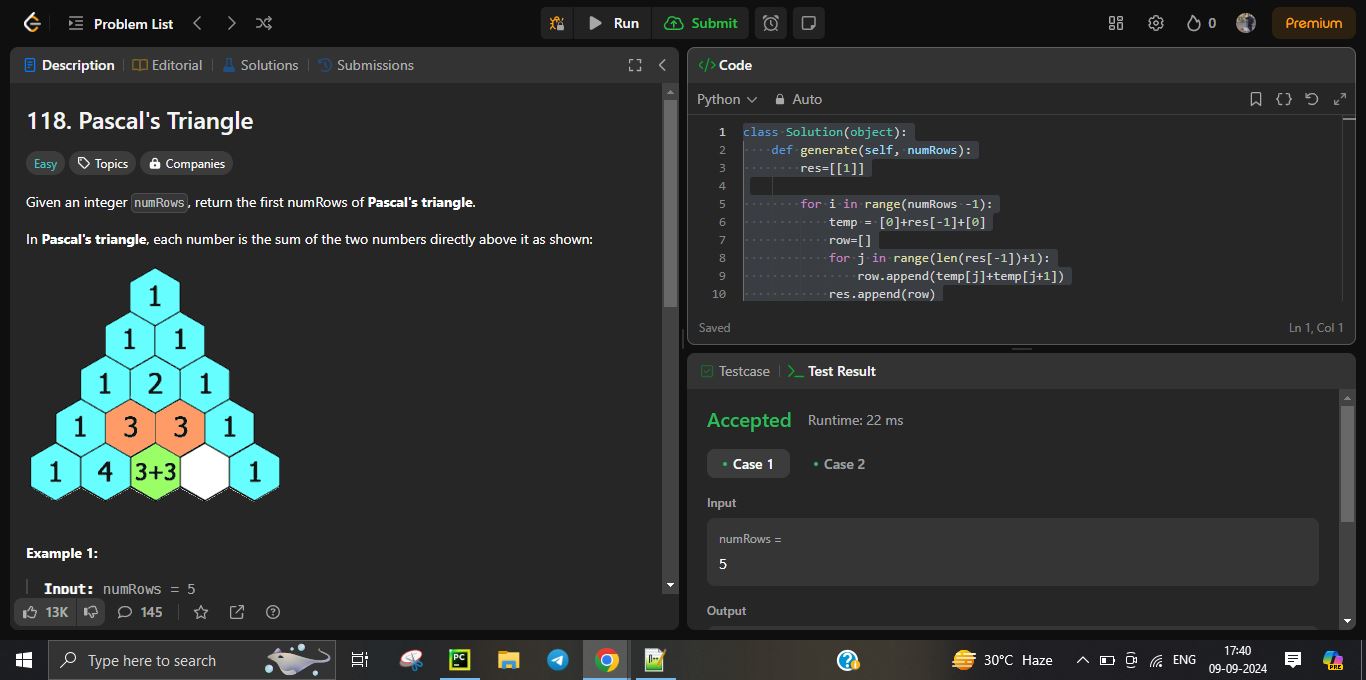 Problem List
Run
Submit
0
Premium
Description
Editorial
Solutions
Submissions
118. Pascal's Triangle
Easy
Topics
Companies
Given an integer numRows, return the first numRows of Pascal's triangle.
In Pascal's triangle, each number is the sum of the two numbers directly above it as shown:
1
1 1
1 2 1
1 3 3 1
1 4 3+3 1
Example 1:
Input: numRows = 5
13K
145
</> Code
Python
Auto
1 class Solution(object):
2 def generate(self, numRows):
3 res=[[1]]
4
5 for i in range(numRows -1):
6 temp = [0]+res[-1]+[0]
7 row=[]
8 for j in range(len(res[-1])+1):
9 row.append(temp[j]+temp[j+1])
10 res.append(row)
Saved
Ln 1, Col 1
Testcase
>_ Test Result
Accepted Runtime: 22 ms
• Case 1
• Case 2
Input
numRows =
5
Output
Type here to search
PC
30°C Haze
ENG
17:40
09-09-2024
PRE